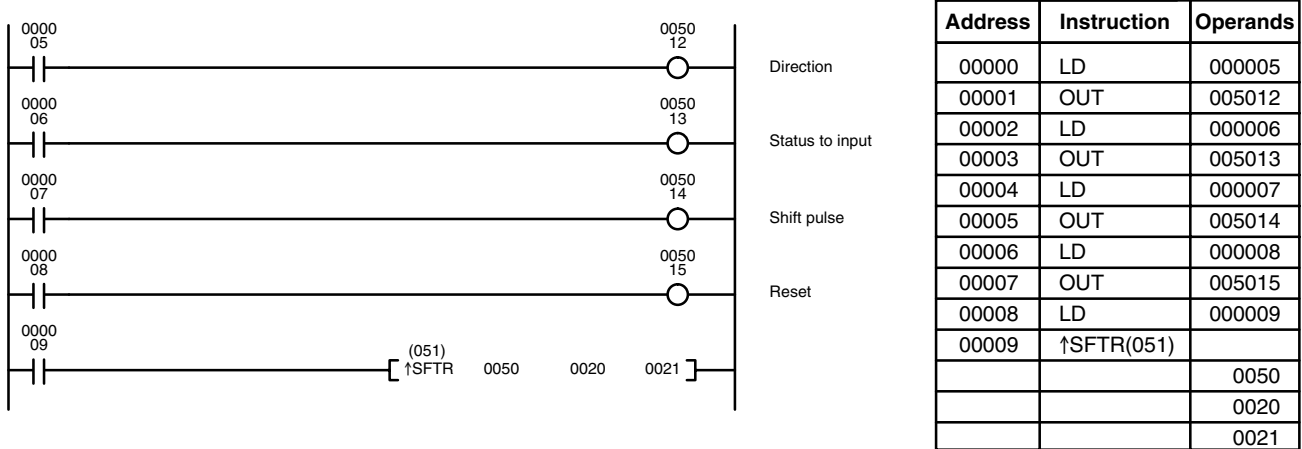 0000
05
0050
12
Direction
0000
06
0050
13
Status to input
0000
07
0050
14
Shift pulse
0000
08
0050
15
Reset
0000
09
(051)
↑SFTR 0050 0020 0021
Address Instruction Operands
00000 LD 000005
00001 OUT 005012
00002 LD 000006
00003 OUT 005013
00004 LD 000007
00005 OUT 005014
00006 LD 000008
00007 OUT 005015
00008 LD 000009
00009 ↑SFTR(051)
0050
0020
0021